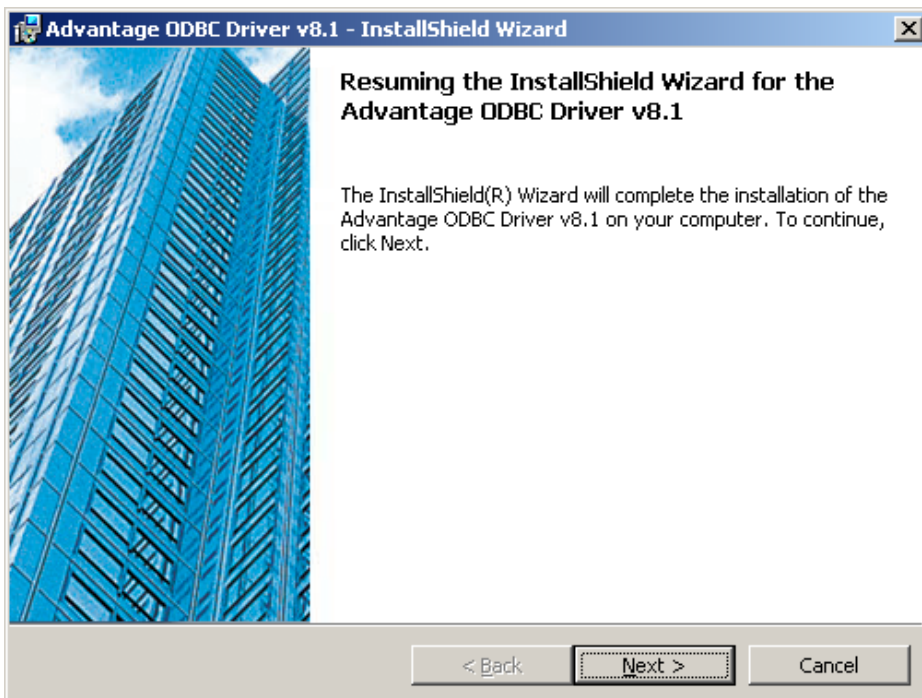 Advantage ODBC Driver v8.1 - InstallShield Wizard
Resuming the InstallShield Wizard for the
Advantage ODBC Driver v8.1
The InstallShield(R) Wizard will complete the installation of the
Advantage ODBC Driver v8.1 on your computer. To continue,
click Next.
< Back
Next >
Cancel